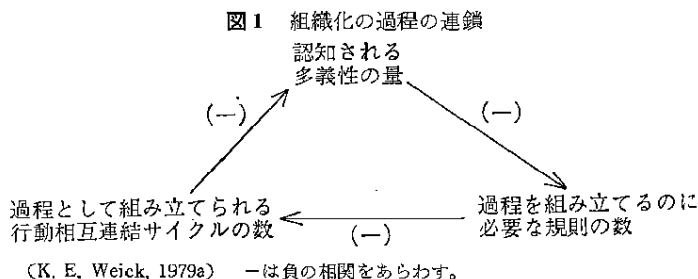 図1 組織化の過程の連鎖
認知される
多義性の量
(−)
(−)
過程として組み立てられる
行動相互連結サイクルの数
(−)
過程を組み立てるのに
必要な規則の数
(K. E. Weick, 1979a) −は負の相関をあらわす。